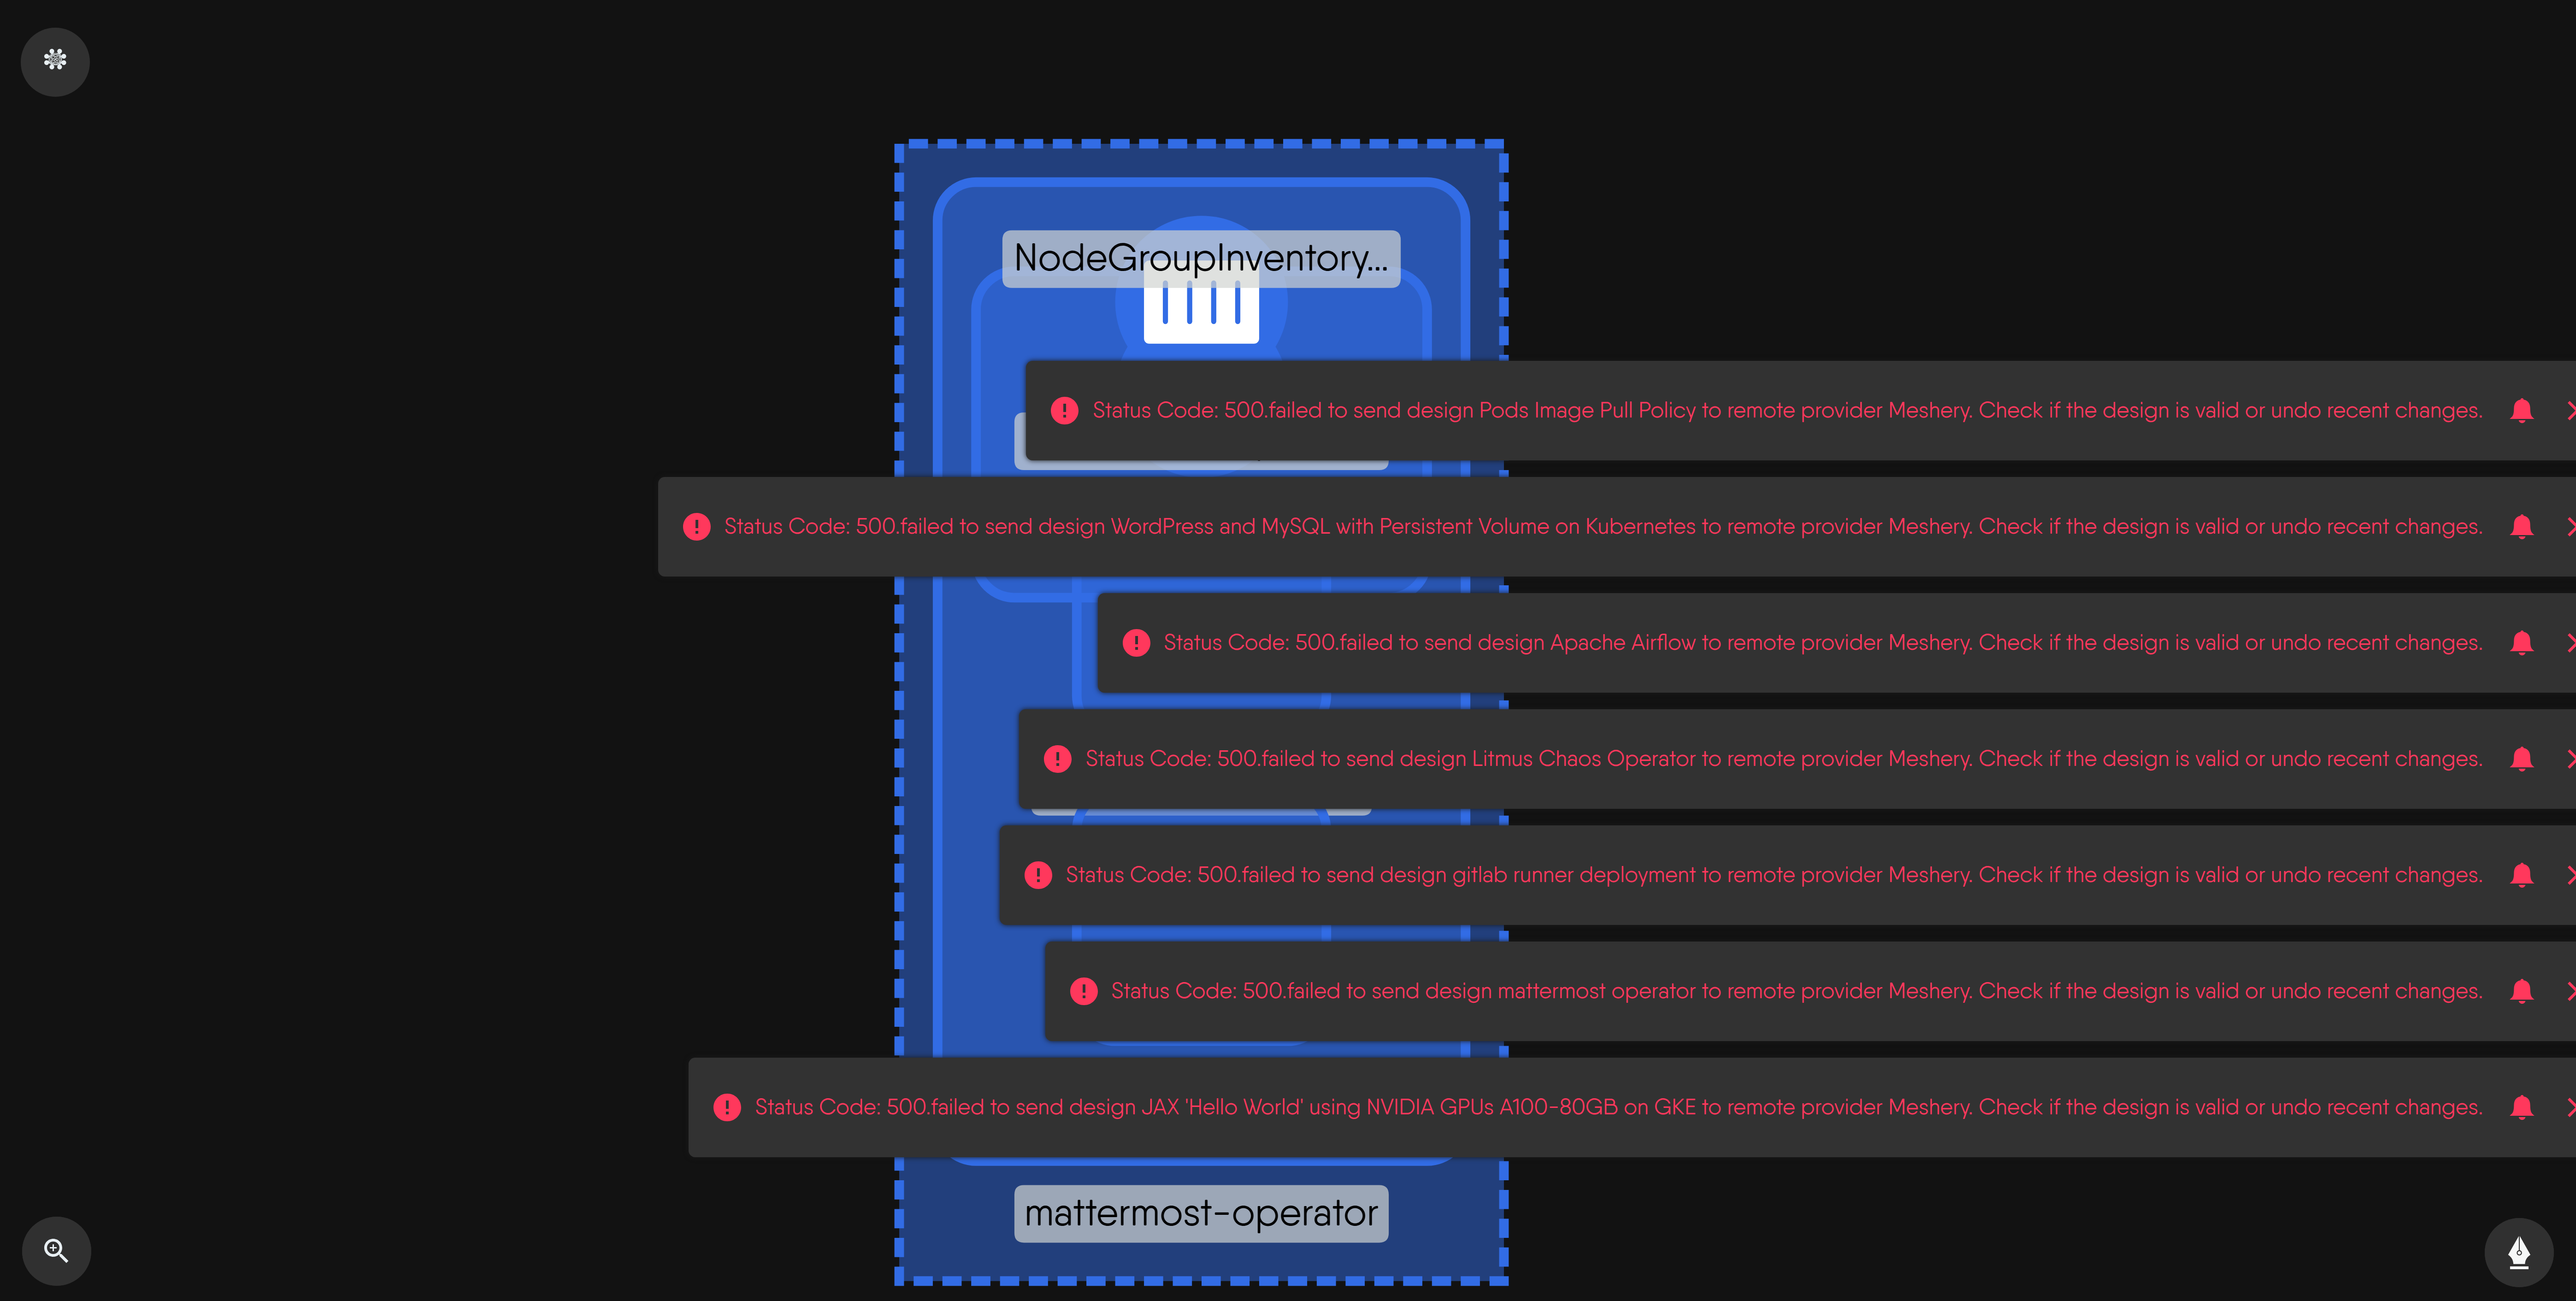 NodeGroupInventory...
Status Code: 500.failed to send design Pods Image Pull Policy to remote provider Meshery. Check if the design is valid or undo recent changes.
Status Code: 500.failed to send design WordPress and MySQL with Persistent Volume on Kubernetes to remote provider Meshery. Check if the design is valid or undo recent changes.
Status Code: 500.failed to send design Apache Airflow to remote provider Meshery. Check if the design is valid or undo recent changes.
Status Code: 500.failed to send design Litmus Chaos Operator to remote provider Meshery. Check if the design is valid or undo recent changes.
Status Code: 500.failed to send design gitlab runner deployment to remote provider Meshery. Check if the design is valid or undo recent changes.
Status Code: 500.failed to send design mattermost operator to remote provider Meshery. Check if the design is valid or undo recent changes.
Status Code: 500.failed to send design JAX 'Hello World' using NVIDIA GPUs A100-80GB on GKE to remote provider Meshery. Check if the design is valid or undo recent changes.
mattermost-operator